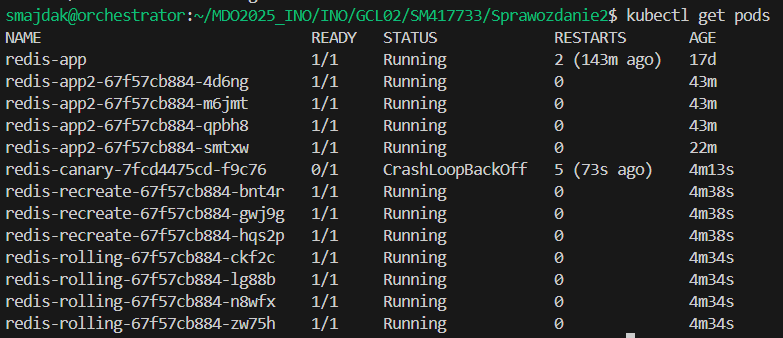 smajdak@orchestrator:~/MDO2025_INO/INO/GCL02/SM417733/Sprawozdanie2$ kubectl get pods
NAME READY STATUS RESTARTS AGE
redis-app 1/1 Running 2 (143m ago) 17d
redis-app2-67f57cb884-4d6ng 1/1 Running 0 43m
redis-app2-67f57cb884-m6jmt 1/1 Running 0 43m
redis-app2-67f57cb884-qpbh8 1/1 Running 0 43m
redis-app2-67f57cb884-smtxw 1/1 Running 0 22m
redis-canary-7fcd4475cd-f9c76 0/1 CrashLoopBackOff 5 (73s ago) 4m13s
redis-recreate-67f57cb884-bnt4r 1/1 Running 0 4m38s
redis-recreate-67f57cb884-gwj9g 1/1 Running 0 4m38s
redis-recreate-67f57cb884-hqs2p 1/1 Running 0 4m38s
redis-rolling-67f57cb884-ckf2c 1/1 Running 0 4m34s
redis-rolling-67f57cb884-lg88b 1/1 Running 0 4m34s
redis-rolling-67f57cb884-n8wfx 1/1 Running 0 4m34s
redis-rolling-67f57cb884-zw75h 1/1 Running 0 4m34s